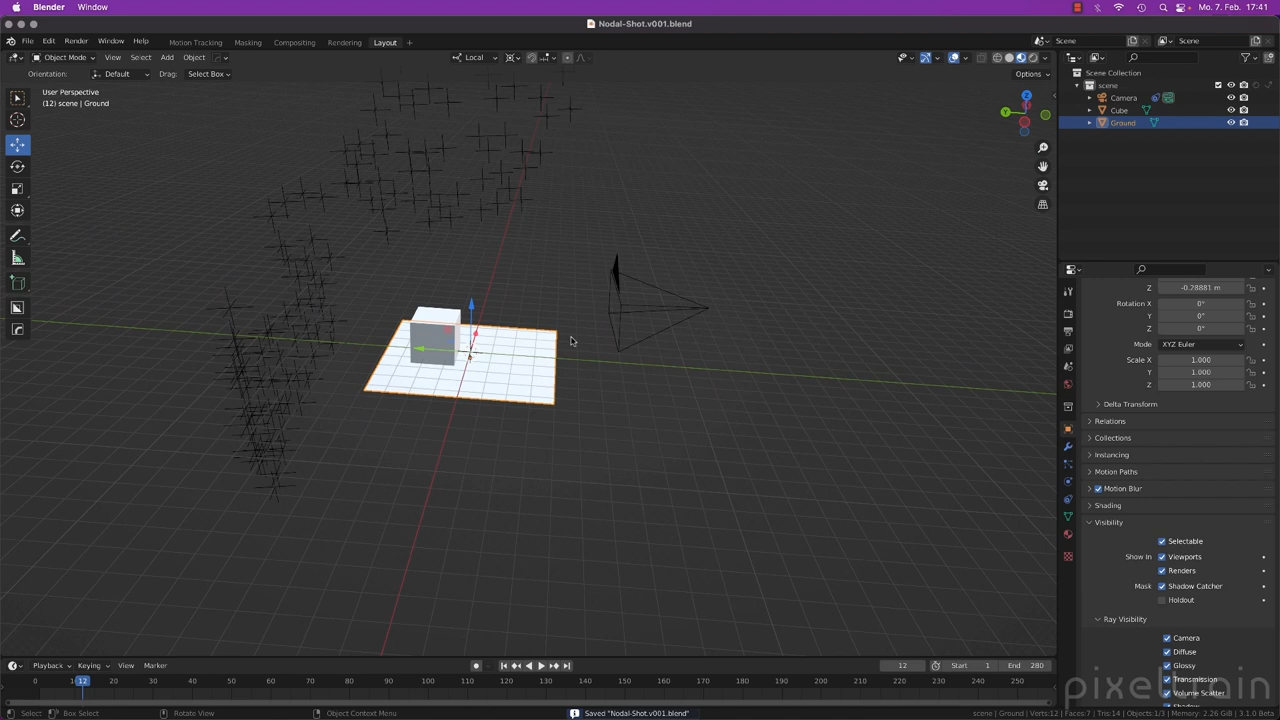 Blender Window
Mo. 7. Feb. 17:41
Nodal-Shot.v001.blend
File Edit Render Window Help
Motion Tracking Masking Compositing Rendering Layout +
Scene
Scene
Object Mode View Select Add Object
Local
Orientation: Default Drag: Select Box
Options
User Perspective
(12) scene | Ground
Z
Y
Scene Collection
scene
Camera
Cube
Ground
Z -0.28881 m
Rotation X 0°
Y 0°
Z 0°
Mode XYZ Euler
Scale X 1.000
Y 1.000
Z 1.000
Delta Transform
Relations
Collections
Instancing
Motion Paths
Motion Blur
Shading
Visibility
Selectable
Show In Viewports
Renders
Mask Shadow Catcher
Holdout
Ray Visibility
Camera
Diffuse
Glossy
Transmission
Volume Scatter
Playback Keying View Marker
12 Start 1 End 280
0 12 20 30 40 50 60 70 80 90 100 110 120 130 140 150 160 170 180 190 200 210 220 230 240 250
Select Box Select Rotate View Object Context Menu
Saved "Nodal-Shot.v001.blend"
scene | Ground | Verts:12 | Faces:7 | Tris:14 | Objects:1/3 | Memory: 2.26 GiB | 3.1.0 Beta